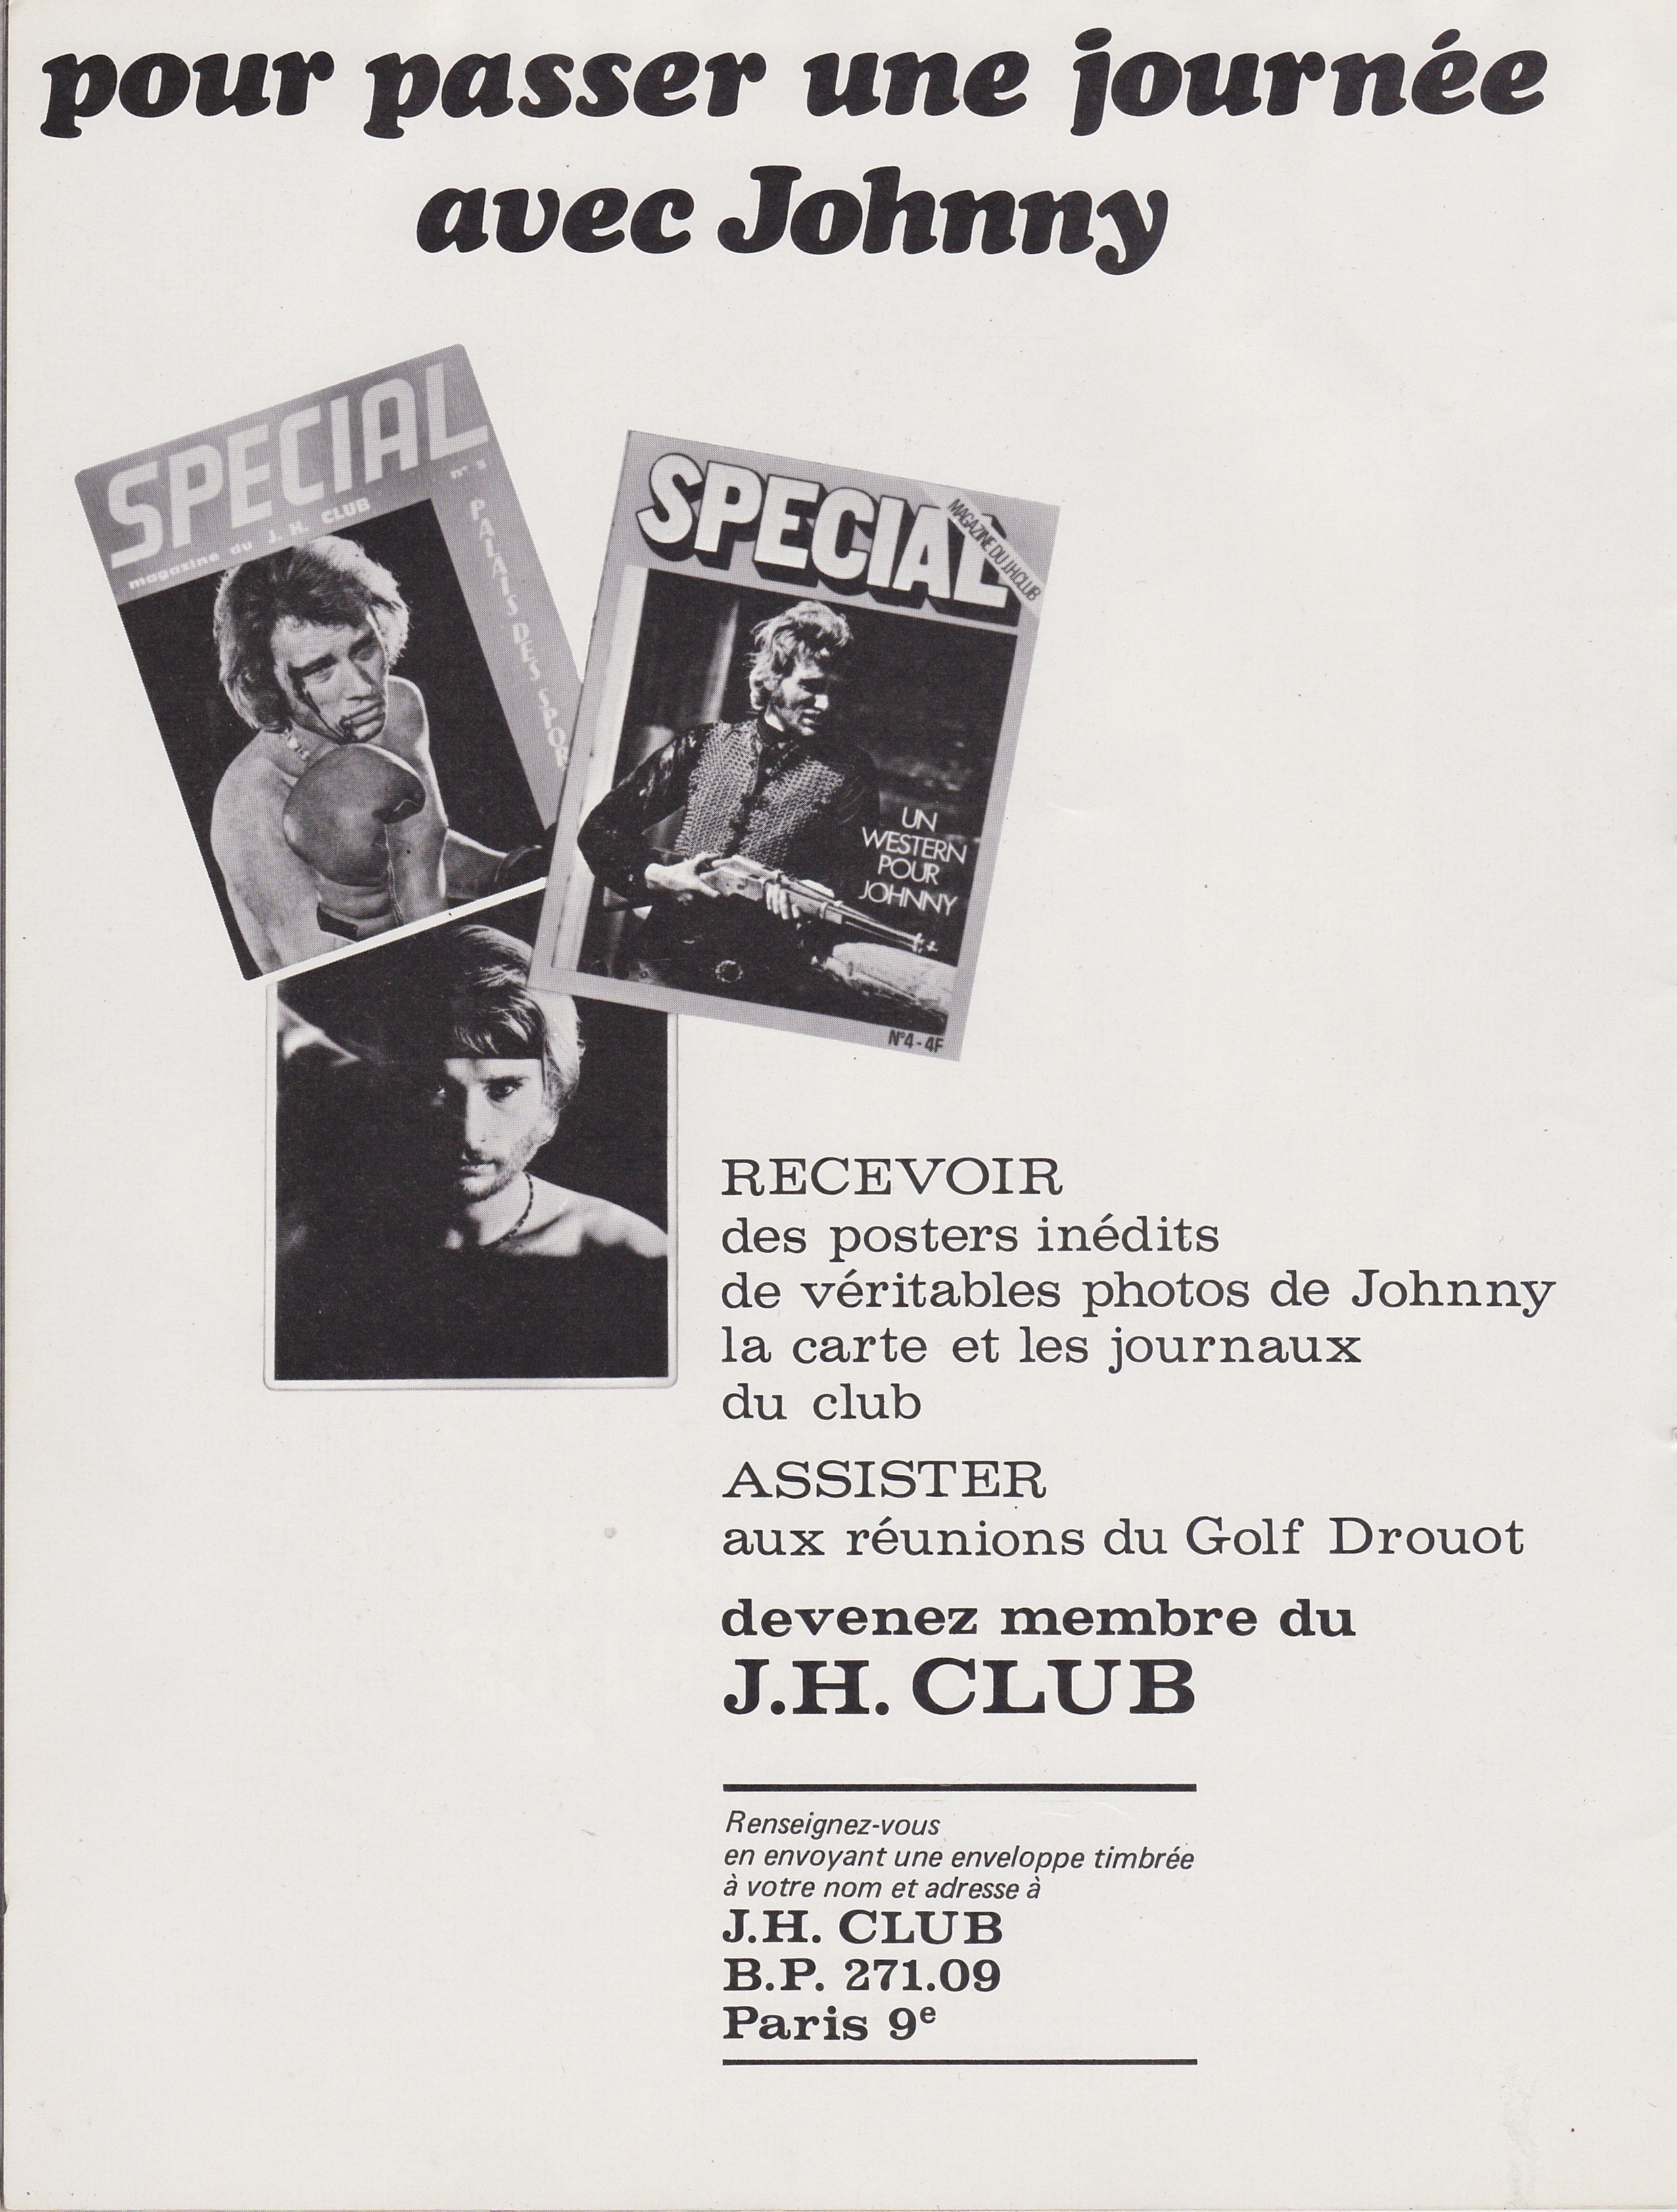 pour passer une journée
avec Johnny
SPECIAL
magazine du J. H. CLUB
PALAIS DES SPOR
SPECIAL
MAGAZINE DU J.H.CLUB
UN
WESTERN
POUR
JOHNNY
N°4 - 4F
RECEVOIR
des posters inédits
de véritables photos de Johnny
la carte et les journaux
du club
ASSISTER
aux réunions du Golf Drouot
devenez membre du
J.H. CLUB
Renseignez-vous
en envoyant une enveloppe timbrée
à votre nom et adresse à
J.H. CLUB
B.P. 271.09
Paris 9e